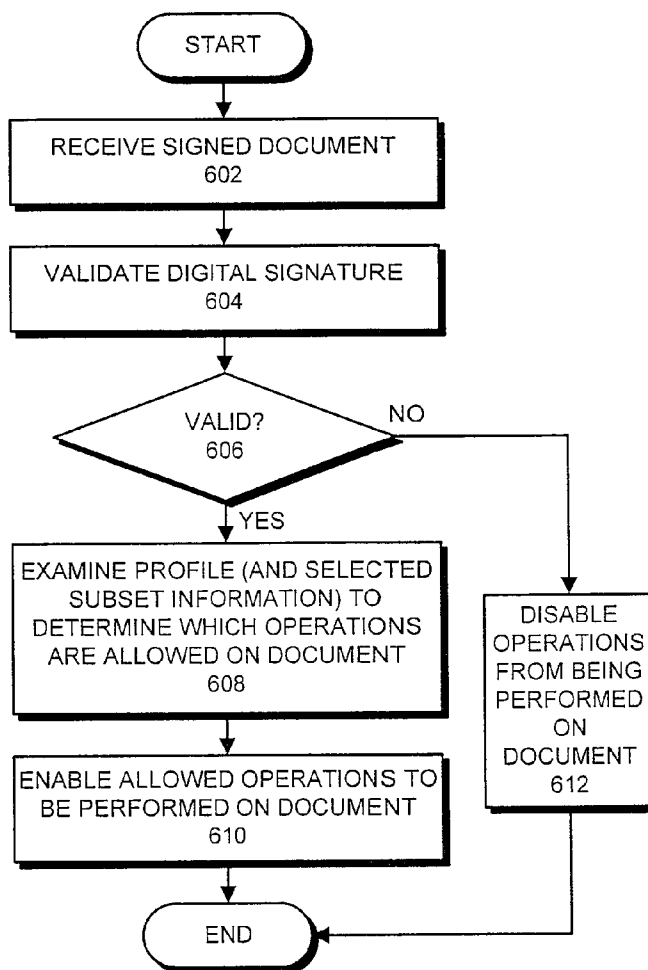 START
RECEIVE SIGNED DOCUMENT
602
VALIDATE DIGITAL SIGNATURE
604
VALID?
606
NO
YES
EXAMINE PROFILE (AND SELECTED
SUBSET INFORMATION) TO
DETERMINE WHICH OPERATIONS
ARE ALLOWED ON DOCUMENT
608
DISABLE
OPERATIONS
FROM BEING
PERFORMED
ON
DOCUMENT
612
ENABLE ALLOWED OPERATIONS TO
BE PERFORMED ON DOCUMENT
610
END